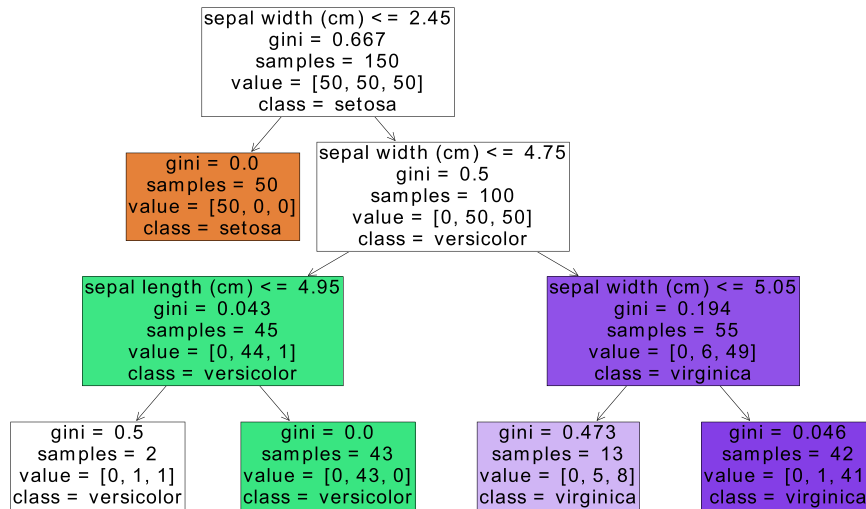 sepal width (cm) <= 2.45
gini = 0.667
samples = 150
value = [50, 50, 50]
class = setosa
gini = 0.0
samples = 50
value = [50, 0, 0]
class = setosa
sepal width (cm) <= 4.75
gini = 0.5
samples = 100
value = [0, 50, 50]
class = versicolor
sepal length (cm) <= 4.95
gini = 0.043
samples = 45
value = [0, 44, 1]
class = versicolor
sepal width (cm) <= 5.05
gini = 0.194
samples = 55
value = [0, 6, 49]
class = virginica
gini = 0.5
samples = 2
value = [0, 1, 1]
class = versicolor
gini = 0.0
samples = 43
value = [0, 43, 0]
class = versicolor
gini = 0.473
samples = 13
value = [0, 5, 8]
class = virginica
gini = 0.046
samples = 42
value = [0, 1, 41]
class = virginica